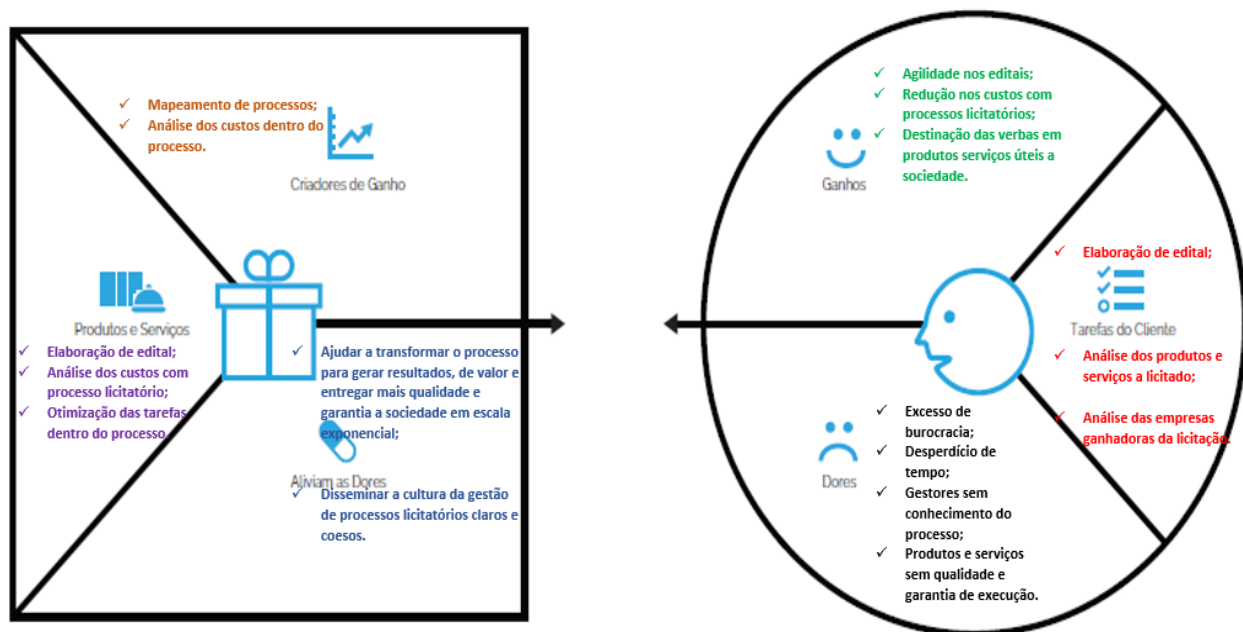 ✓ Mapeamento de processos;
✓ Análise dos custos dentro do
processo.
Criadores de Ganho
Produtos e Serviços
✓ Elaboração de edital;
✓ Análise dos custos com
processo licitatório;
✓ Otimização das tarefas
dentro do processo.
✓ Ajudar a transformar o processo
para gerar resultados, de valor e
entregar mais qualidade e
garantia a sociedade em escala
exponencial;
Aliviam as Dores
✓ Disseminar a cultura da gestão
de processos licitatórios claros e
coesos.
✓ Agilidade nos editais;
✓ Redução nos custos com
processos licitatórios;
✓ Destinação das verbas em
produtos serviços úteis a
sociedade.
Ganhos
✓ Elaboração de edital;
Tarefas do Cliente
✓ Análise dos produtos e
serviços a licitado;
✓ Análise das empresas
ganhadoras da licitação.
✓ Excesso de
burocracia;
✓ Desperdício de
tempo;
Dores
✓ Gestores sem
conhecimento do
processo;
✓ Produtos e serviços
sem qualidade e
garantia de execução.